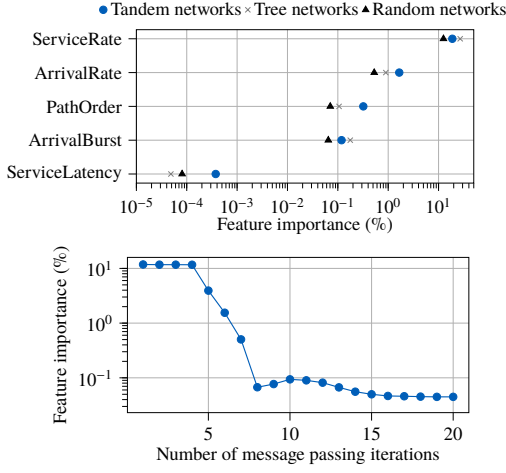 Tandem networks × Tree networks ▲ Random networks
ServiceRate
ArrivalRate
PathOrder
ArrivalBurst
ServiceLatency
10⁻⁵ 10⁻⁴ 10⁻³ 10⁻² 10⁻¹ 10⁰ 10¹
Feature importance (%)
Feature importance (%)
10¹
10⁰
10⁻¹
5 10 15 20
Number of message passing iterations